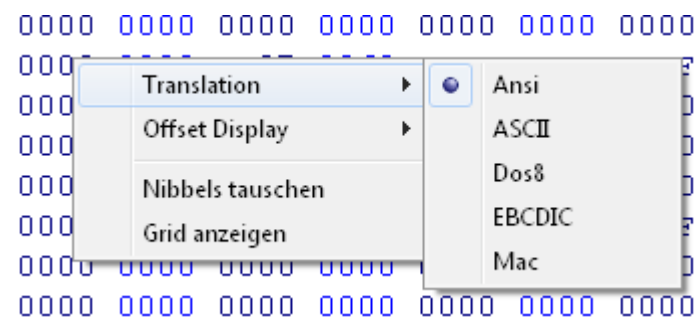 0000 0000 0000 0000 0000 0000 0000
Translation
Offset Display
Nibbels tauschen
Grid anzeigen
Ansi
ASCII
Dos8
EBCDIC
Mac
0000 0000 0000 0000 0000 0000 0000